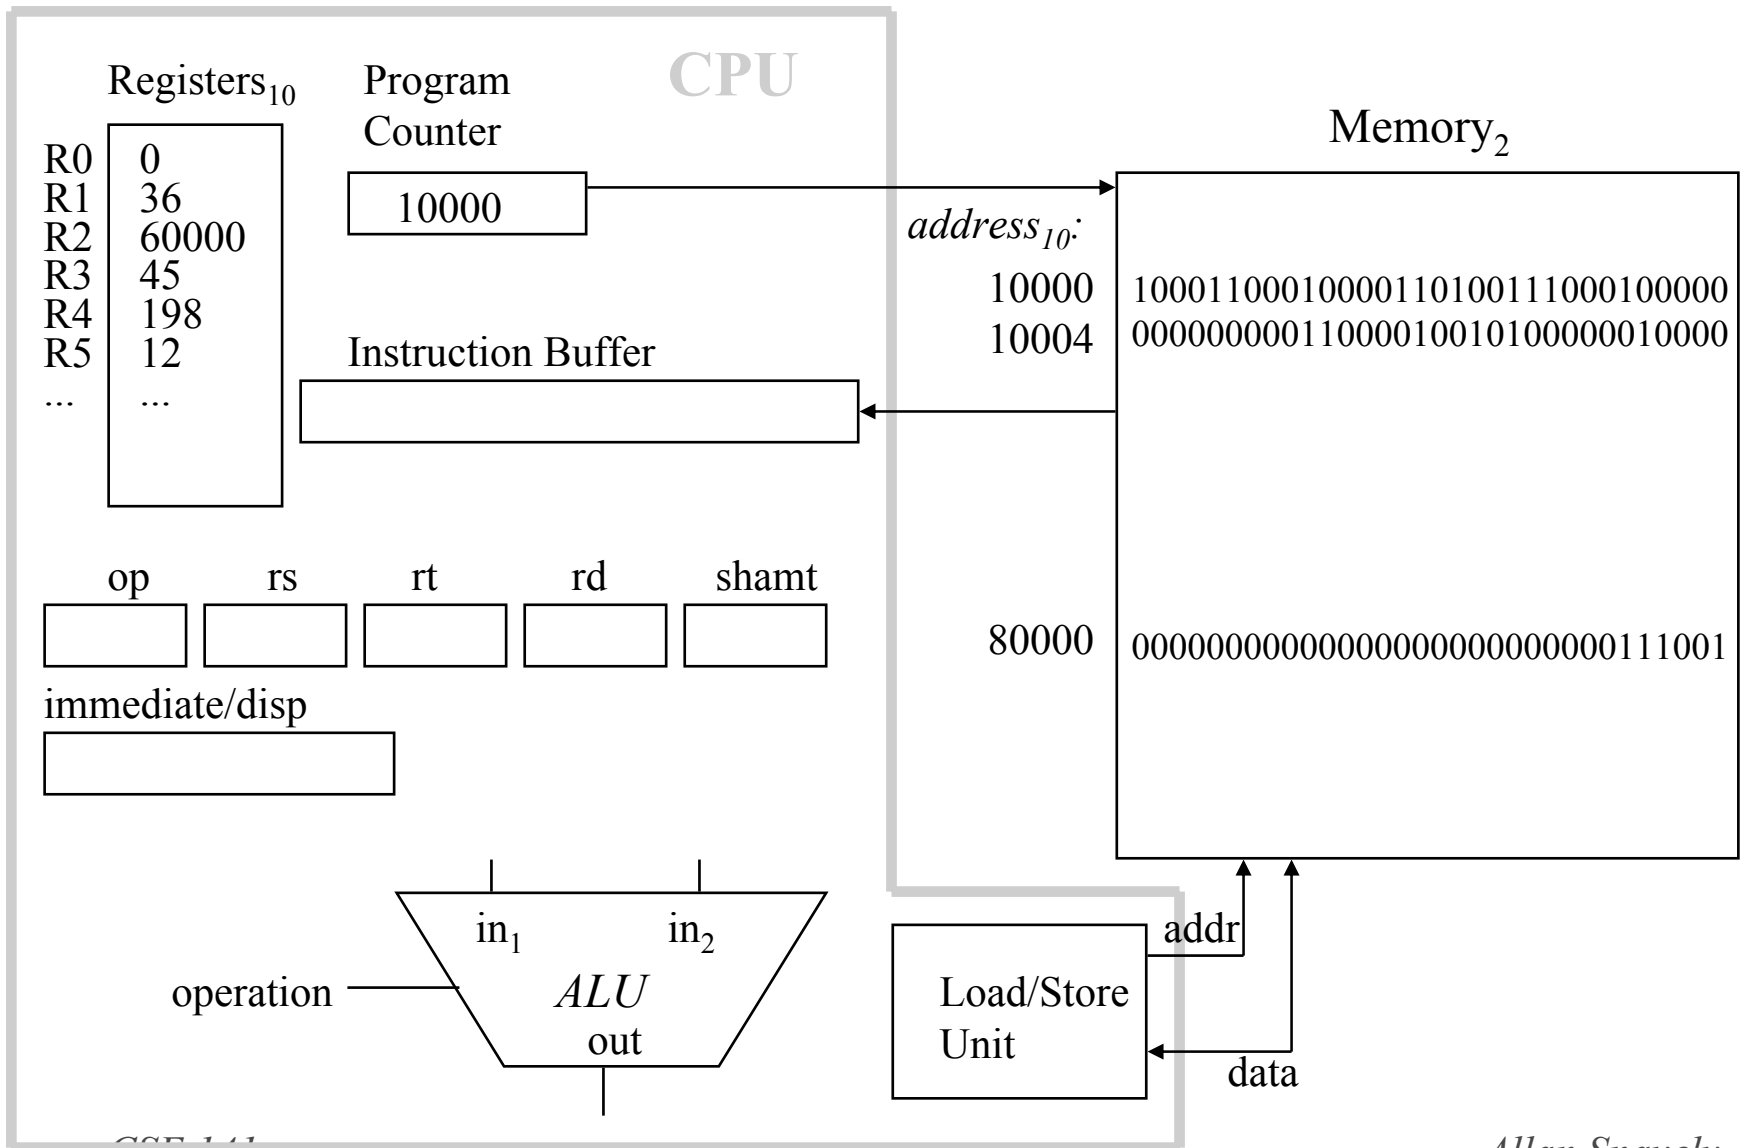 CPU
Registers10
Program
Counter
Memory2
R0 0
R1 36
R2 60000
R3 45
R4 198
R5 12
... ...
10000
address10:
10000 10001100010000110100111000100000
10004 00000000011000010010100000010000
Instruction Buffer
op rs rt rd shamt
80000 00000000000000000000000000111001
immediate/disp
in1 in2
operation
ALU
out
Load/Store
Unit
addr
data